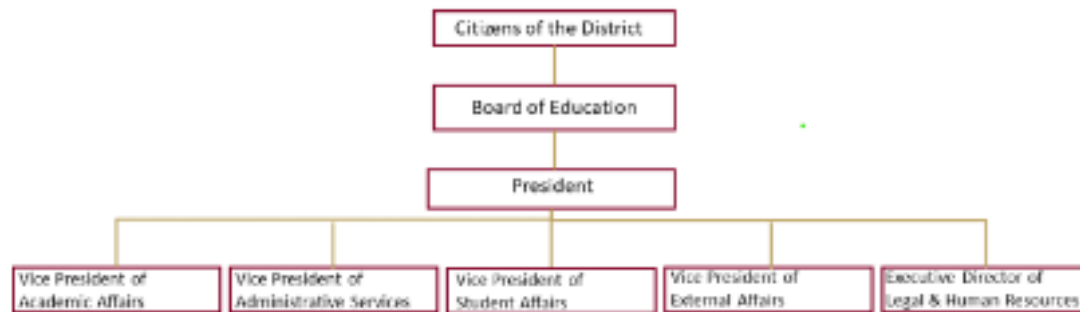 Citizens of the District
Board of Education
President
Vice President of
Academic Affairs
Vice President of
Administrative Services
Vice President of
Student Affairs
Vice President of
External Affairs
Executive Director of
Legal & Human Resources